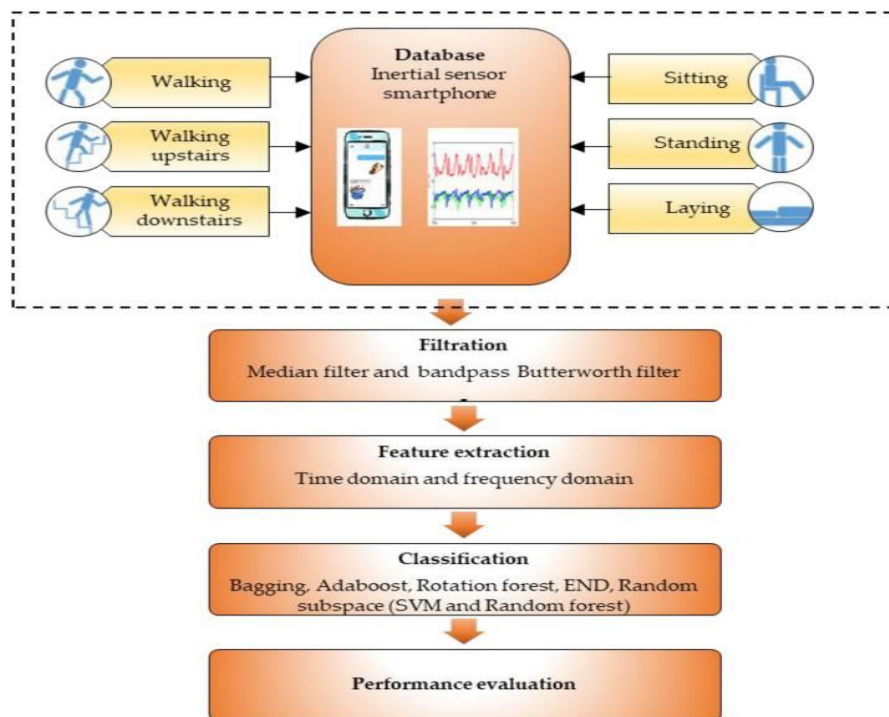 Database
Inertial sensor
smartphone
Walking
Walking
upstairs
Walking
downstairs
Sitting
Standing
Laying
Filtration
Median filter and bandpass Butterworth filter
Feature extraction
Time domain and frequency domain
Classification
Bagging, Adaboost, Rotation forest, END, Random
subspace (SVM and Random forest)
Performance evaluation